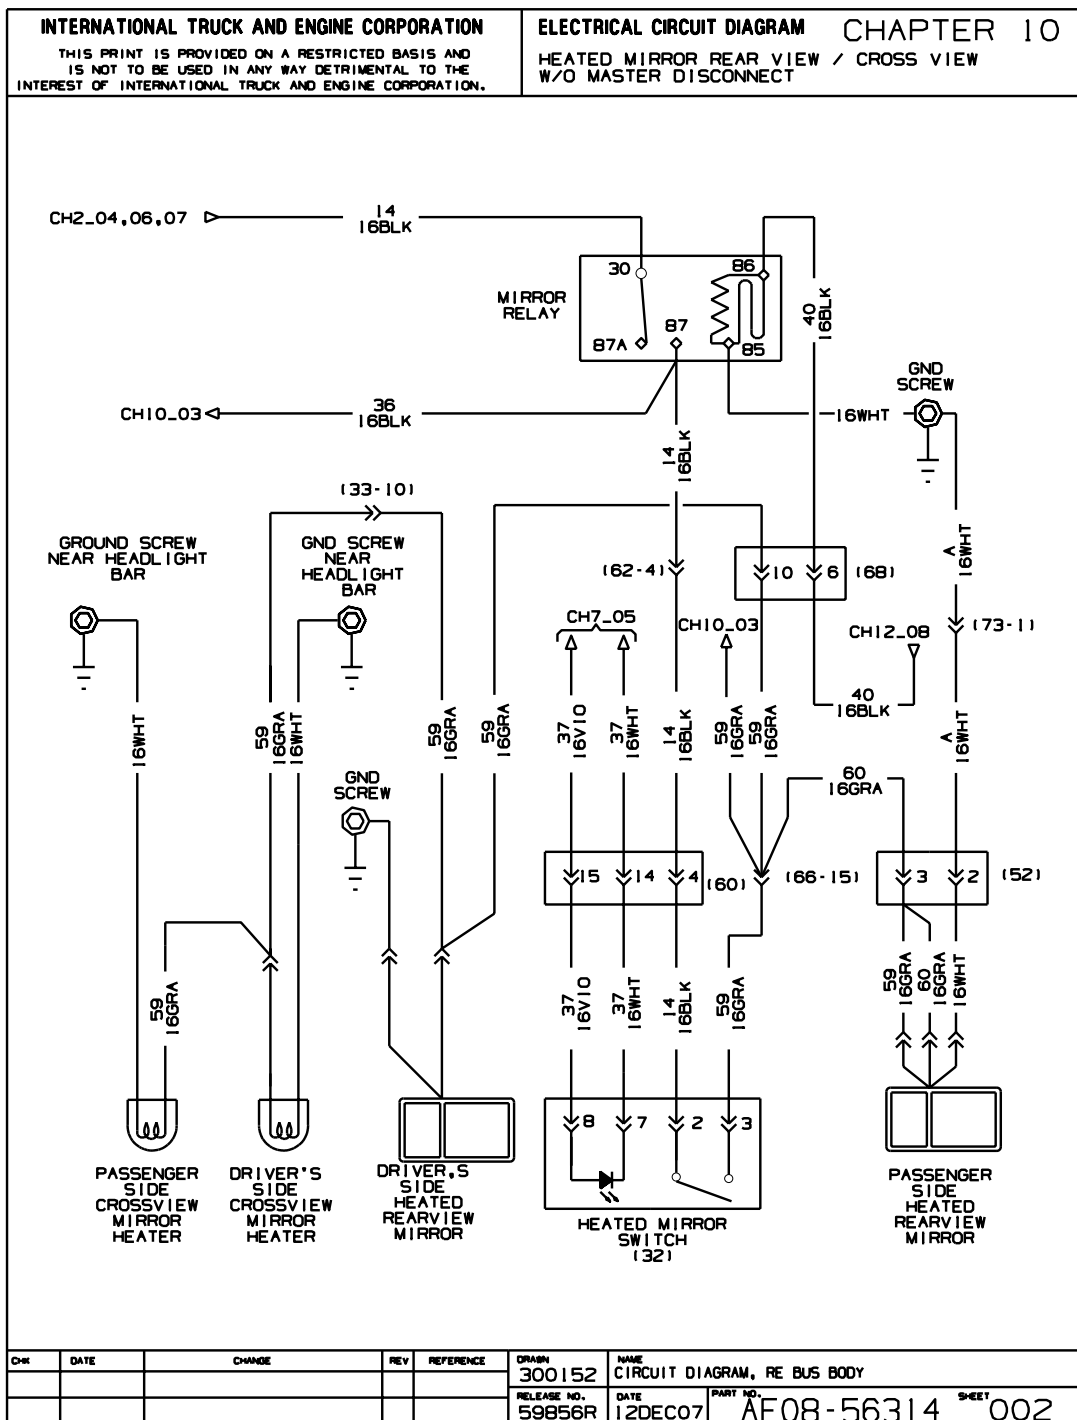 INTERNATIONAL TRUCK AND ENGINE CORPORATION
THIS PRINT IS PROVIDED ON A RESTRICTED BASIS AND
IS NOT TO BE USED IN ANY WAY DETRIMENTAL TO THE
INTEREST OF INTERNATIONAL TRUCK AND ENGINE CORPORATION.
ELECTRICAL CIRCUIT DIAGRAM CHAPTER 10
HEATED MIRROR REAR VIEW / CROSS VIEW
W/O MASTER DISCONNECT
CH2_04,06,07
14
16BLK
30
86
MIRROR
RELAY
87
87A
85
40
16BLK
GND
SCREW
CH10_03
36
16BLK
16WHT
14
16BLK
(33-10)
GROUND SCREW
NEAR HEADLIGHT
BAR
GND SCREW
NEAR
HEADLIGHT
BAR
(62-4)
10
6
(68)
A
16WHT
CH7_05
CH10_03
CH12_08
(73-1)
40
16BLK
16WHT
59
16GRA
16WHT
59
16GRA
59
16GRA
37
16VIO
37
16WHT
14
16BLK
59
16GRA
59
16GRA
A
16WHT
GND
SCREW
60
16GRA
15
14
4
(60)
(66-15)
3
2
(52)
59
16GRA
37
16VIO
37
16WHT
14
16BLK
59
16GRA
59
16GRA
60
16GRA
16WHT
8
7
2
3
PASSENGER
SIDE
CROSSVIEW
MIRROR
HEATER
DRIVER'S
SIDE
CROSSVIEW
MIRROR
HEATER
DRIVER,S
SIDE
HEATED
REARVIEW
MIRROR
HEATED MIRROR
SWITCH
(32)
PASSENGER
SIDE
HEATED
REARVIEW
MIRROR
CHK DATE CHANGE REV REFERENCE
DRAWN
300152
NAME
CIRCUIT DIAGRAM, RE BUS BODY
RELEASE NO.
59856R
DATE
12DEC07
PART NO.
AE08-56314
SHEET
002